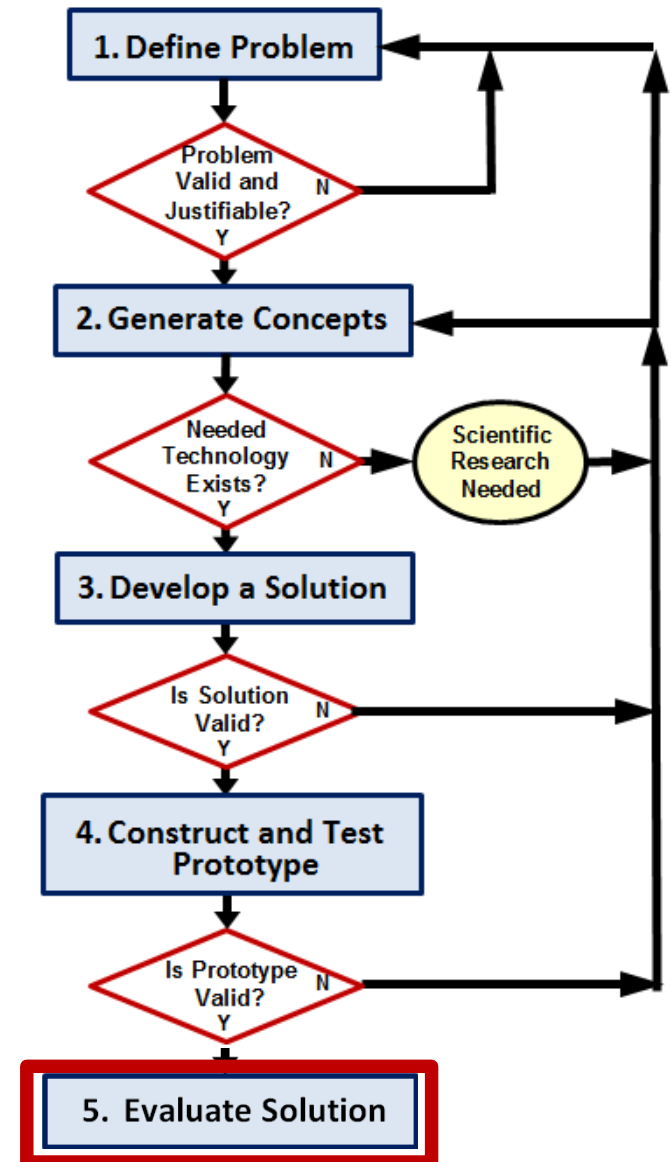 1. Define Problem
Problem
Valid and
Justifiable?
N
Y
2. Generate Concepts
Needed
Technology
Exists?
N
Y
Scientific
Research
Needed
3. Develop a Solution
Is Solution
Valid?
N
Y
4. Construct and Test
Prototype
Is Prototype
Valid?
N
Y
5. Evaluate Solution